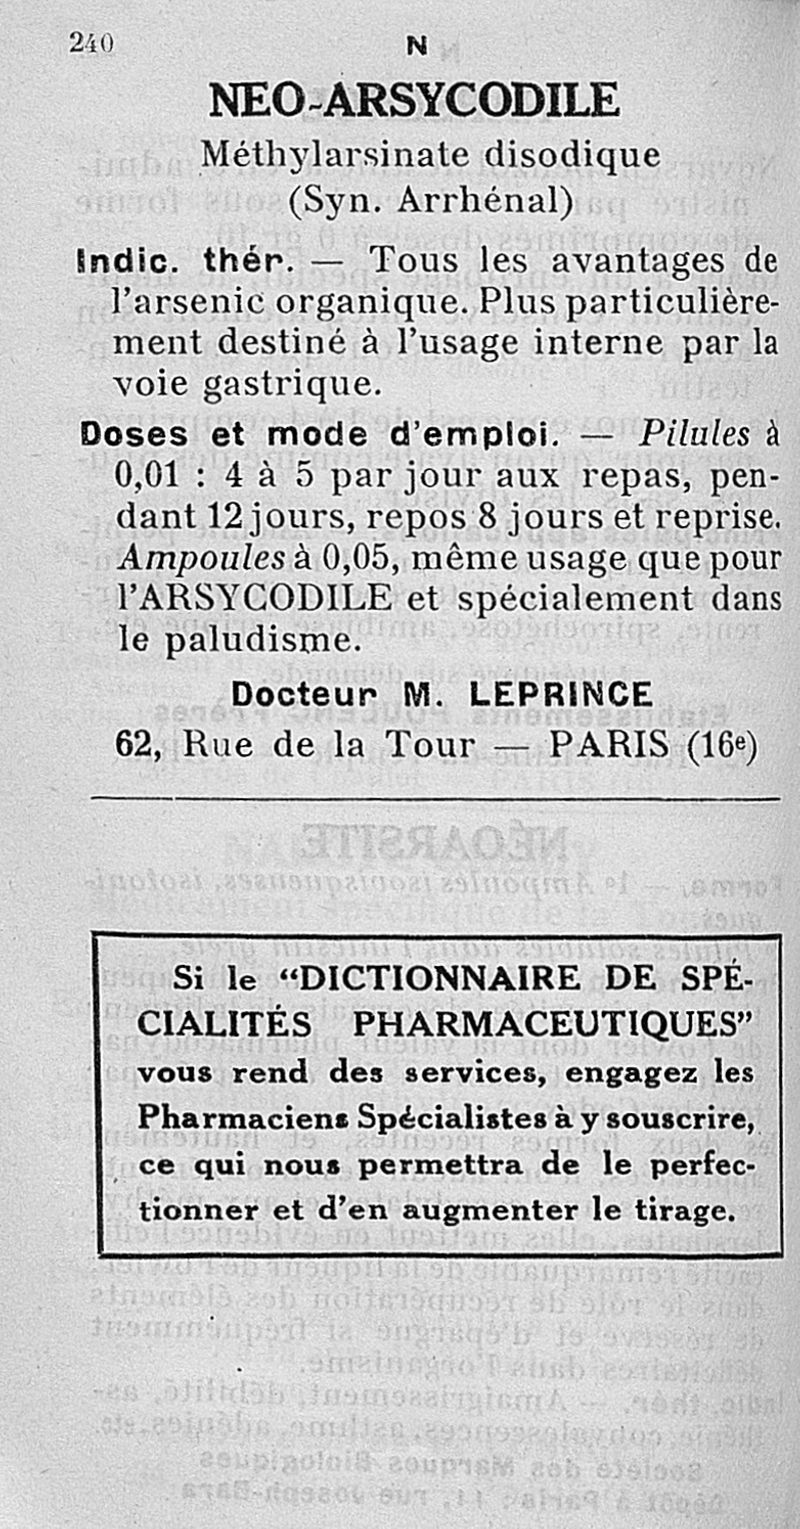 240
N
NEO-ARSYCODILE
Méthylarsinate disodique
(Syn. Arrhénal)
Indic. thér. — Tous les avantages de
l'arsenic organique. Plus particulière-
ment destiné à l'usage interne par la
voie gastrique.
Doses et mode d'emploi. — Pilules à
0,01 : 4 à 5 par jour aux repas, pen-
dant 12 jours, repos 8 jours et reprise.
Ampoules à 0,05, même usage que pour
l'ARSYCODILE et spécialement dans
le paludisme.
Docteur M. LEPRINCE
62, Rue de la Tour — PARIS (16e)
Si le “DICTIONNAIRE DE SPÉ-
CIALITÉS PHARMACEUTIQUES”
vous rend des services, engagez les
Pharmaciens Spécialistes à y souscrire,
ce qui nous permettra de le perfec-
tionner et d'en augmenter le tirage.